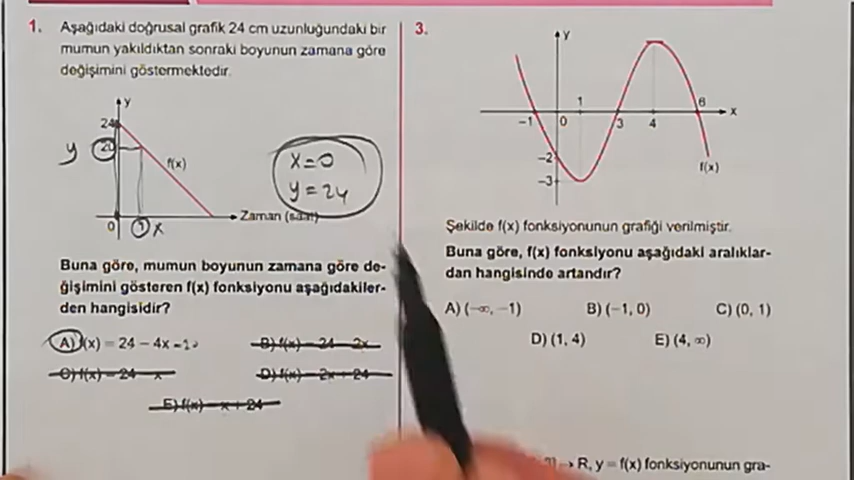 1. Aşağıdaki doğrusal grafik 24 cm uzunluğundaki bir
mumun yakıldıktan sonraki boyunun zamana göre
değişimini göstermektedir.
y
24
y 20
f(x)
x=0
y=24
0 1 x
Zaman (saat)
Buna göre, mumun boyunun zamana göre de-
ğişimini gösteren f(x) fonksiyonu aşağıdakiler-
den hangisidir?
A) f(x) = 24 – 4x
B) f(x) = 24 – 2x
C) f(x) = 24 – x
D) f(x) = 2x + 24
E) f(x) = x + 24
3.
y
1
6
x
–1 0 3 4
–2
–3
f(x)
Şekilde f(x) fonksiyonunun grafiği verilmiştir.
Buna göre, f(x) fonksiyonu aşağıdaki aralıklar-
dan hangisinde artandır?
A) (–∞, –1) B) (–1, 0) C) (0, 1)
D) (1, 4) E) (4, ∞)
→ R, y = f(x) fonksiyonunun gra-